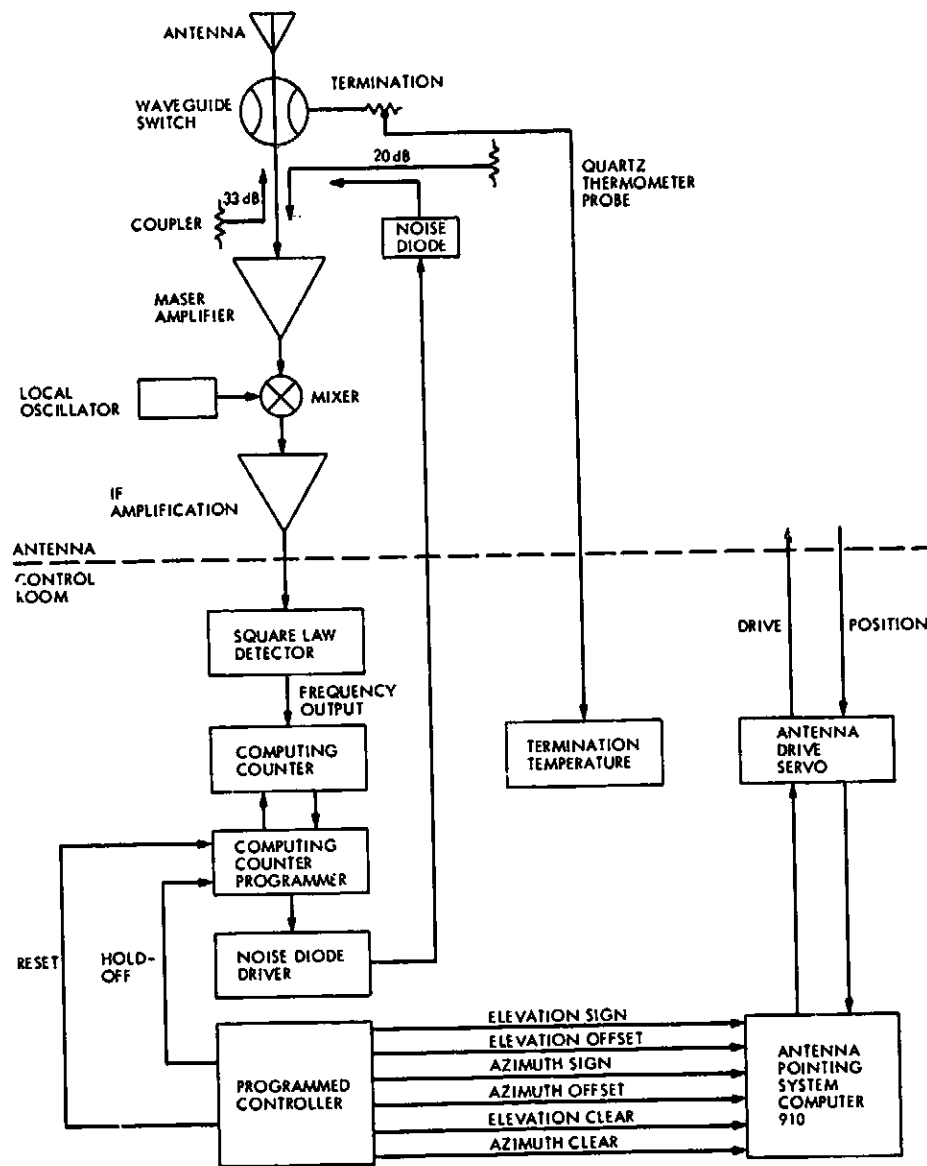 ANTENNA
WAVEGUIDE
SWITCH
TERMINATION
20 dB
33 dB
COUPLER
NOISE
DIODE
QUARTZ
THERMOMETER
PROBE
MASER
AMPLIFIER
LOCAL
OSCILLATOR
MIXER
IF
AMPLIFICATION
ANTENNA
CONTROL
ROOM
SQUARE LAW
DETECTOR
DRIVE
POSITION
FREQUENCY
OUTPUT
COMPUTING
COUNTER
TERMINATION
TEMPERATURE
ANTENNA
DRIVE
SERVO
COMPUTING
COUNTER
PROGRAMMER
RESET
HOLD-
OFF
NOISE DIODE
DRIVER
PROGRAMMED
CONTROLLER
ELEVATION SIGN
ELEVATION OFFSET
AZIMUTH SIGN
AZIMUTH OFFSET
ELEVATION CLEAR
AZIMUTH CLEAR
ANTENNA
POINTING
SYSTEM
COMPUTER
910